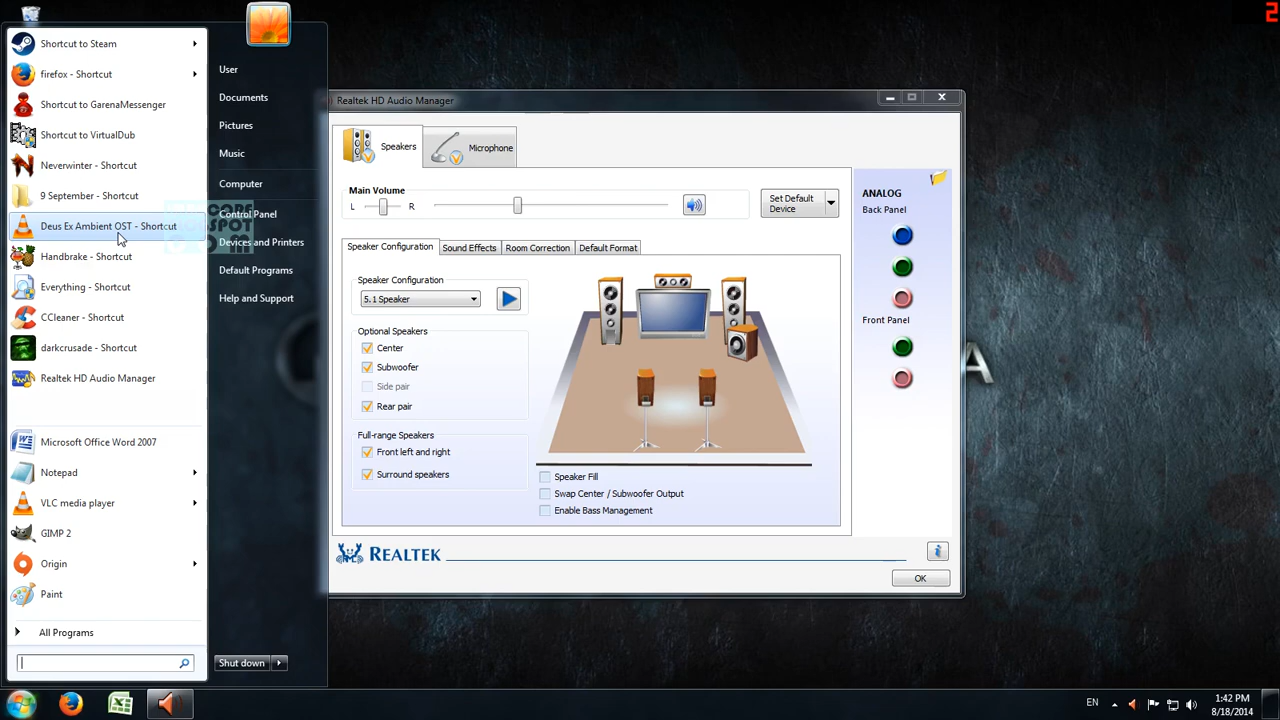 2
Shortcut to Steam
firefox - Shortcut
Shortcut to GarenaMessenger
Shortcut to VirtualDub
Neverwinter - Shortcut
9 September - Shortcut
Deus Ex Ambient OST - Shortcut
Handbrake - Shortcut
Everything - Shortcut
CCleaner - Shortcut
darkcrusade - Shortcut
Realtek HD Audio Manager
Microsoft Office Word 2007
Notepad
VLC media player
GIMP 2
Origin
Paint
All Programs
User
Documents
Pictures
Music
Computer
Control Panel
Devices and Printers
Default Programs
Help and Support
Shut down
Realtek HD Audio Manager
Speakers
Microphone
Main Volume
L
R
Set Default
Device
Speaker Configuration
Sound Effects
Room Correction
Default Format
Speaker Configuration
5.1 Speaker
Optional Speakers
Center
Subwoofer
Side pair
Rear pair
Full-range Speakers
Front left and right
Surround speakers
Speaker Fill
Swap Center / Subwoofer Output
Enable Bass Management
ANALOG
Back Panel
Front Panel
REALTEK
OK
A
EN
1:42 PM
8/18/2014